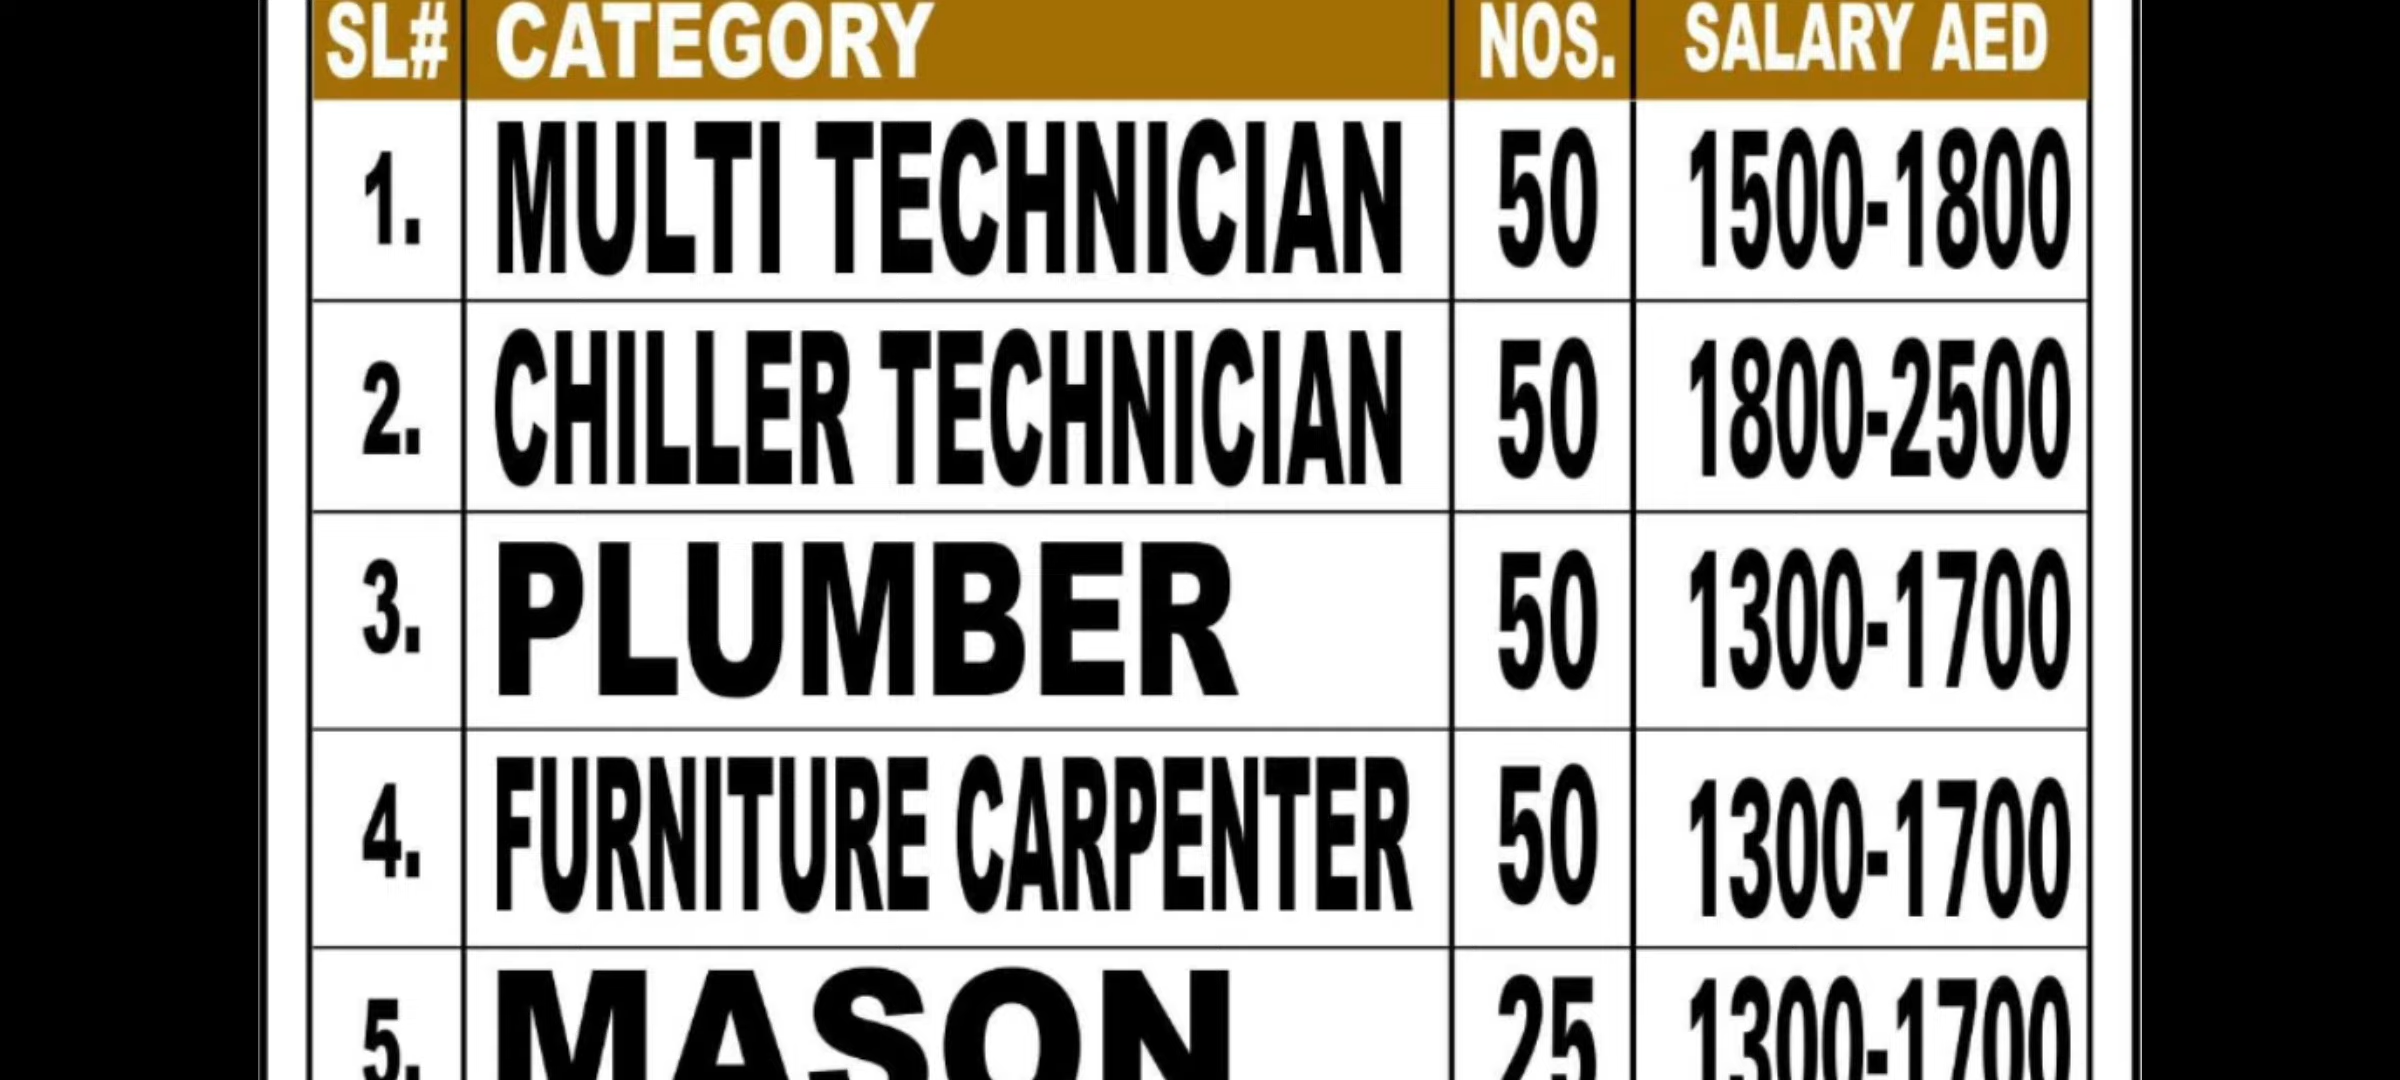 SL# CATEGORY NOS. SALARY AED
1. MULTI TECHNICIAN 50 1500-1800
2. CHILLER TECHNICIAN 50 1800-2500
3. PLUMBER 50 1300-1700
4. FURNITURE CARPENTER 50 1300-1700
5. MASON 25 1300-1700